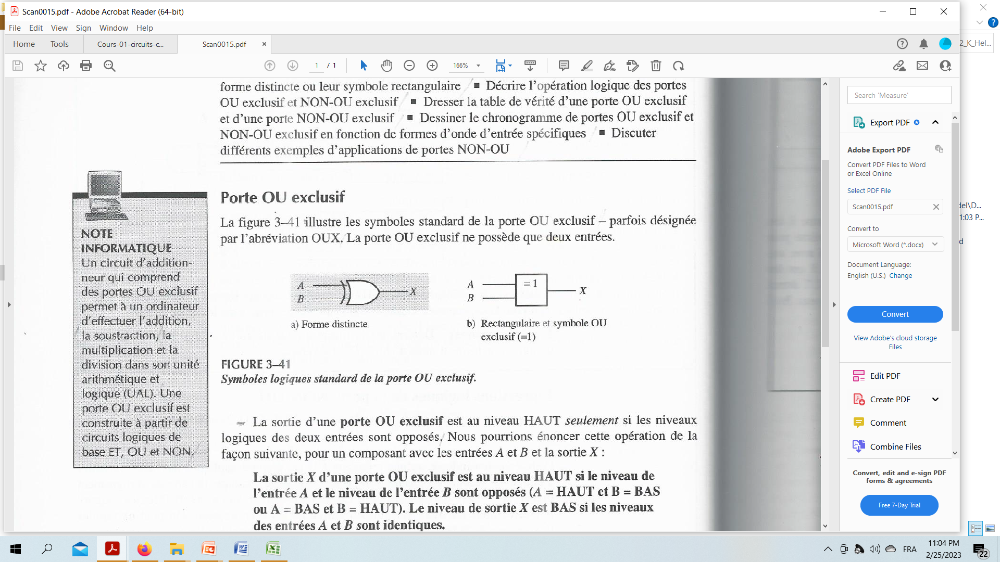 Scan0015.pdf - Adobe Acrobat Reader (64-bit)
File Edit View Sign Window Help
Home Tools Cours-01-circuits-c... Scan0015.pdf
2_K_Hel...
1 / 1 166%
forme distincte ou leur symbole rectangulaire ▪ Décrire l'opération logique des portes
OU exclusif et NON-OU exclusif ▪ Dresser la table de vérité d'une porte OU exclusif
et d'une porte NON-OU exclusif ▪ Dessiner le chronogramme de portes OU exclusif et
NON-OU exclusif en fonction de formes d'onde d'entrée spécifiques ▪ Discuter
différents exemples d'applications de portes NON-OU
NOTE
INFORMATIQUE
Un circuit d'addition-
neur qui comprend
des portes OU exclusif
permet à un ordinateur
d'effectuer l'addition,
la soustraction, la
multiplication et la
division dans son unité
arithmétique et
logique (UAL). Une
porte OU exclusif est
construite à partir de
circuits logiques de
base ET, OU et NON.
Porte OU exclusif
La figure 3–41 illustre les symboles standard de la porte OU exclusif – parfois désignée
par l'abréviation OUX. La porte OU exclusif ne possède que deux entrées.
A
B
X
a) Forme distincte
A
B
= 1
X
b) Rectangulaire et symbole OU
exclusif (=1)
FIGURE 3–41
Symboles logiques standard de la porte OU exclusif.
La sortie d'une porte OU exclusif est au niveau HAUT seulement si les niveaux
logiques des deux entrées sont opposés. Nous pourrions énoncer cette opération de la
façon suivante, pour un composant avec les entrées A et B et la sortie X :
La sortie X d'une porte OU exclusif est au niveau HAUT si le niveau de
l'entrée A et le niveau de l'entrée B sont opposés (A = HAUT et B = BAS
ou A = BAS et B = HAUT). Le niveau de sortie X est BAS si les niveaux
des entrées A et B sont identiques.
Search 'Measure'
Export PDF
Adobe Export PDF
Convert PDF Files to Word
or Excel Online
Select PDF File
Scan0015.pdf
Convert to
Microsoft Word (*.docx)
Document Language:
English (U.S.) Change
Convert
View Adobe's cloud storage
Files
Edit PDF
Create PDF
Comment
Combine Files
Convert, edit and e-sign PDF
forms & agreements
Free 7-Day Trial
del\D...
1:03 P...
d
FRA
11:04 PM
2/25/2023
22